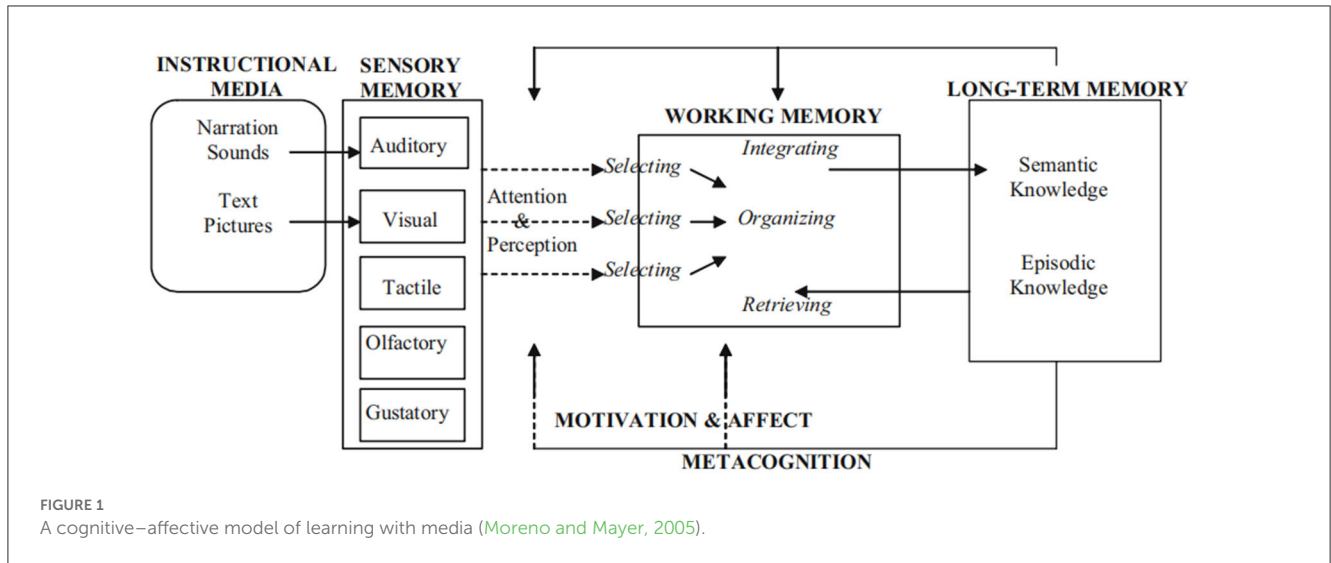 INSTRUCTIONAL
MEDIA
Narration
Sounds
Text
Pictures
SENSORY
MEMORY
Auditory
Visual
Tactile
Olfactory
Gustatory
Attention
&
Perception
Selecting
Selecting
Selecting
WORKING MEMORY
Integrating
Organizing
Retrieving
LONG-TERM MEMORY
Semantic
Knowledge
Episodic
Knowledge
MOTIVATION & AFFECT
METACOGNITION
FIGURE 1
A cognitive–affective model of learning with media (Moreno and Mayer, 2005).